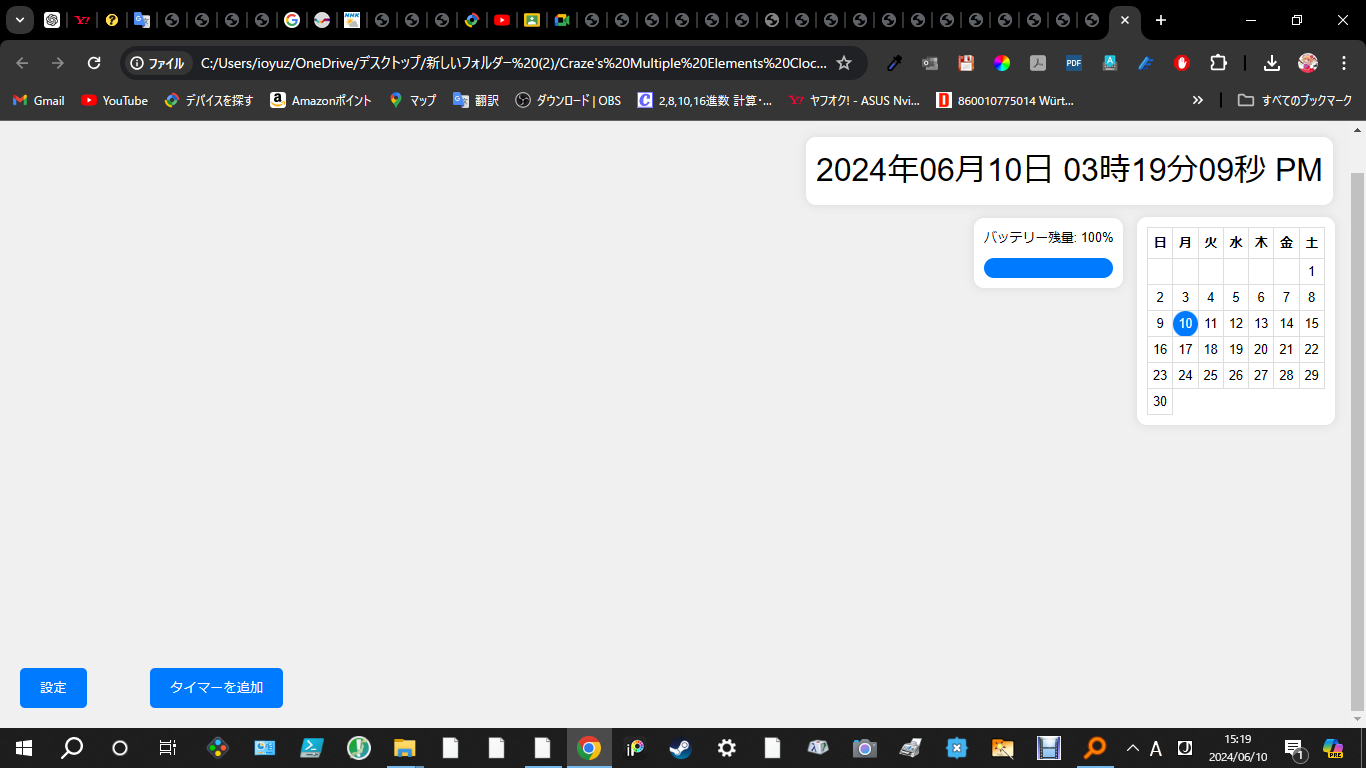 ファイル C:/Users/ioyuz/OneDrive/デスクトップ/新しいフォルダー%20(2)/Craze's%20Multiple%20Elements%20Cloc...
Gmail YouTube デバイスを探す Amazonポイント マップ 翻訳 ダウンロード | OBS 2,8,10,16進数 計算・... ヤフオク! - ASUS Nvi... 860010775014 Würt... すべてのブックマーク
2024年06月10日 03時19分09秒 PM
バッテリー残量: 100%
日 月 火 水 木 金 土
1
2 3 4 5 6 7 8
9 10 11 12 13 14 15
16 17 18 19 20 21 22
23 24 25 26 27 28 29
30
設定 タイマーを追加
A 15:19
2024/06/10
1